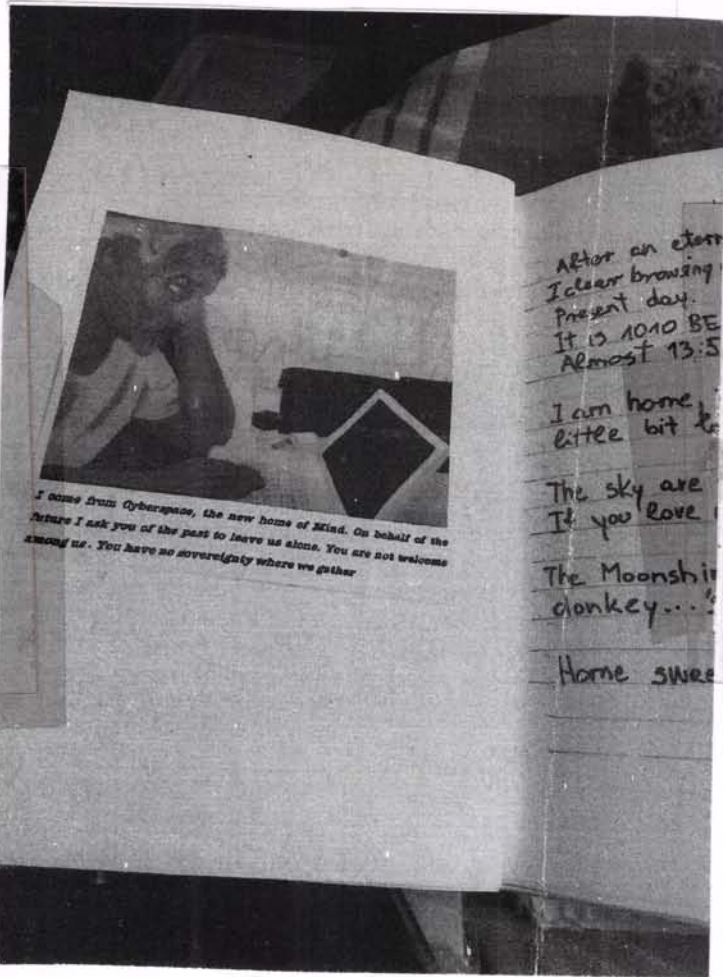 I come from Cyberspace, the new home of Mind. On behalf of the
future I ask you of the past to leave us alone. You are not welcome
among us. You have no sovereignty where we gather
After an etern
I clear browsing
Present day.
It is 1010 BE
Almost 13:5
I am home,
little bit
The sky are
If you love
The Moonshin
donkey...
Home swee